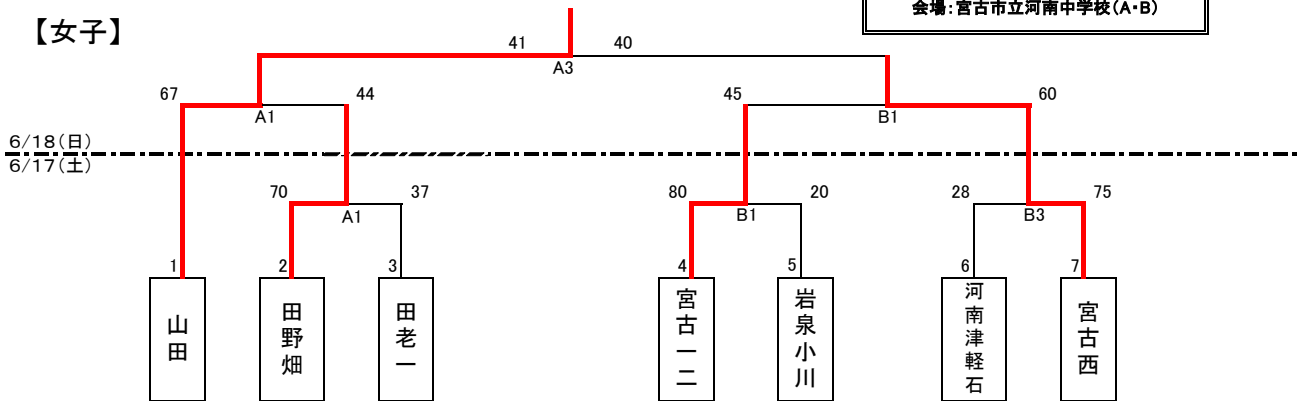 会場:宮古市立河南中学校(A・B)
【女子】
41 40
A3
67 44 45 60
A1 B1
6/18(日)
6/17(土)
70 37 80 20 28 75
A1 B1 B3
1 2 3 4 5 6 7
山田
田野畑
田老一
宮古一二
岩泉小川
河南津軽石
宮古西